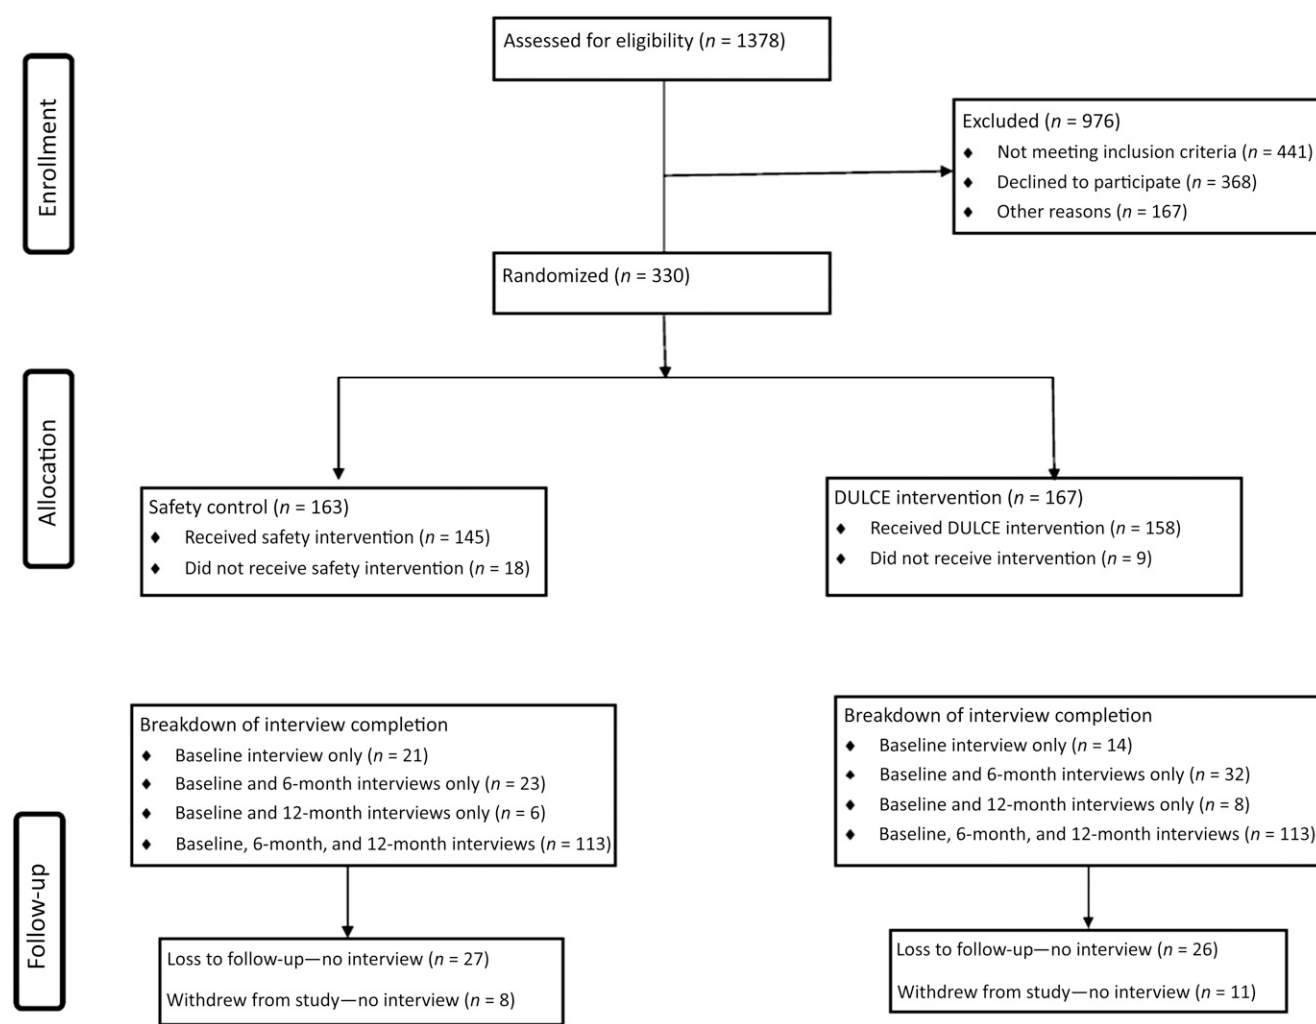 Enrollment
Assessed for eligibility (n = 1378)
Excluded (n = 976)
♦ Not meeting inclusion criteria (n = 441)
♦ Declined to participate (n = 368)
♦ Other reasons (n = 167)
Randomized (n = 330)
Allocation
Safety control (n = 163)
♦ Received safety intervention (n = 145)
♦ Did not receive safety intervention (n = 18)
DULCE intervention (n = 167)
♦ Received DULCE intervention (n = 158)
♦ Did not receive intervention (n = 9)
Follow-up
Breakdown of interview completion
♦ Baseline interview only (n = 21)
♦ Baseline and 6-month interviews only (n = 23)
♦ Baseline and 12-month interviews only (n = 6)
♦ Baseline, 6-month, and 12-month interviews (n = 113)
Breakdown of interview completion
♦ Baseline interview only (n = 14)
♦ Baseline and 6-month interviews only (n = 32)
♦ Baseline and 12-month interviews only (n = 8)
♦ Baseline, 6-month, and 12-month interviews (n = 113)
Loss to follow-up—no interview (n = 27)
Withdrew from study—no interview (n = 8)
Loss to follow-up—no interview (n = 26)
Withdrew from study—no interview (n = 11)